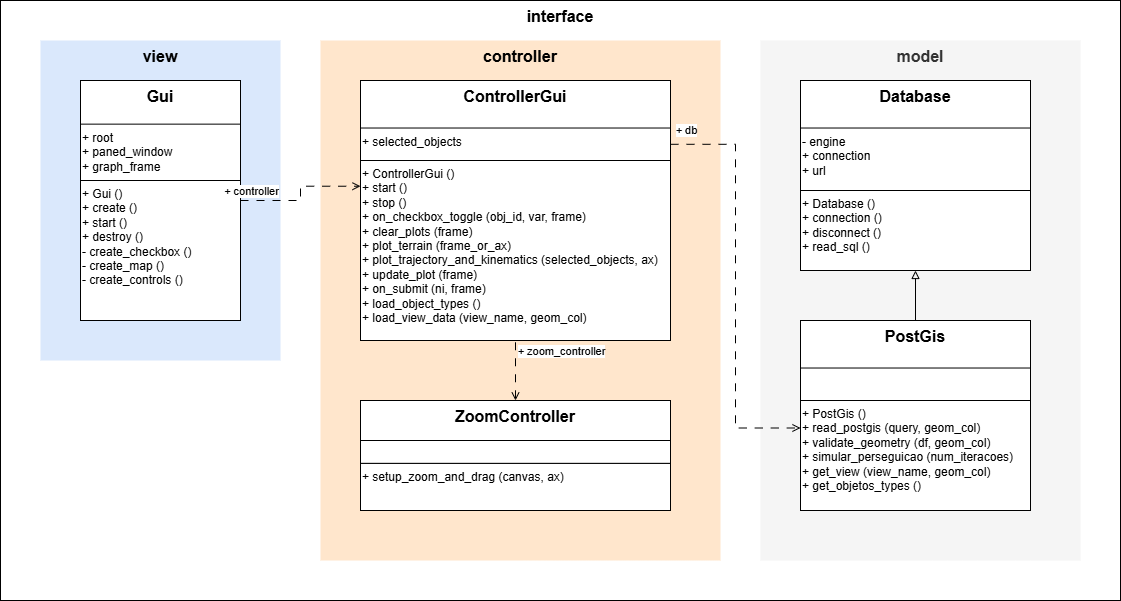 interface
view
Gui
+ root
+ paned_window
+ graph_frame
+ Gui ()
+ create ()
+ start ()
+ destroy ()
- create_checkbox ()
- create_map ()
- create_controls ()
+ controller
controller
ControllerGui
+ selected_objects
+ ControllerGui ()
+ start ()
+ stop ()
+ on_checkbox_toggle (obj_id, var, frame)
+ clear_plots (frame)
+ plot_terrain (frame_or_ax)
+ plot_trajectory_and_kinematics (selected_objects, ax)
+ update_plot (frame)
+ on_submit (ni, frame)
+ load_object_types ()
+ load_view_data (view_name, geom_col)
+ zoom_controller
ZoomController
+ setup_zoom_and_drag (canvas, ax)
+ db
model
Database
- engine
+ connection
+ url
+ Database ()
+ connection ()
+ disconnect ()
+ read_sql ()
PostGis
+ PostGis ()
+ read_postgis (query, geom_col)
+ validate_geometry (df, geom_col)
+ simular_perseguicao (num_iteracoes)
+ get_view (view_name, geom_col)
+ get_objetos_types ()